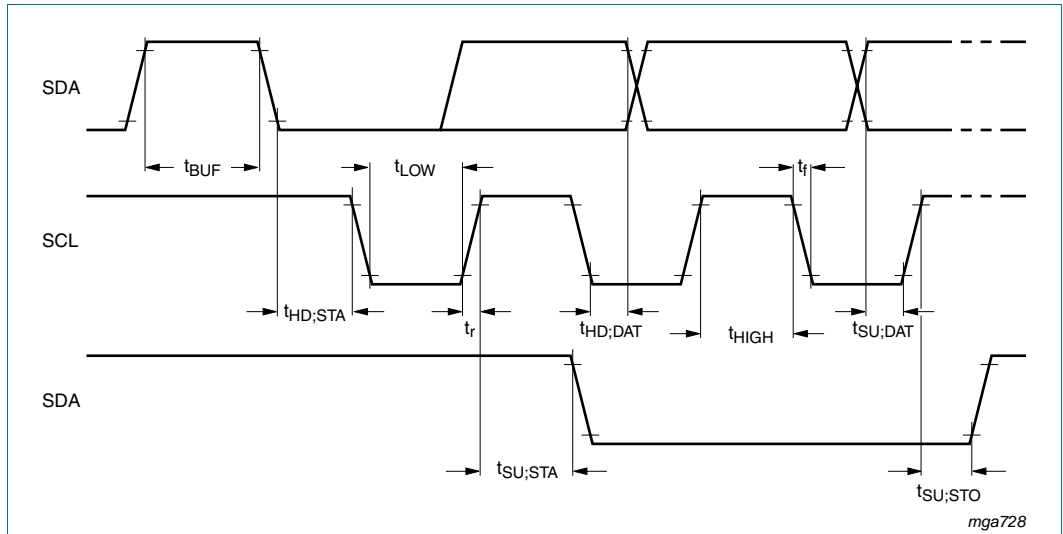 SDA
tBUF
tLOW
tf
SCL
tHD;STA
tr
tHD;DAT
tHIGH
tSU;DAT
SDA
tSU;STA
tSU;STO
mga728